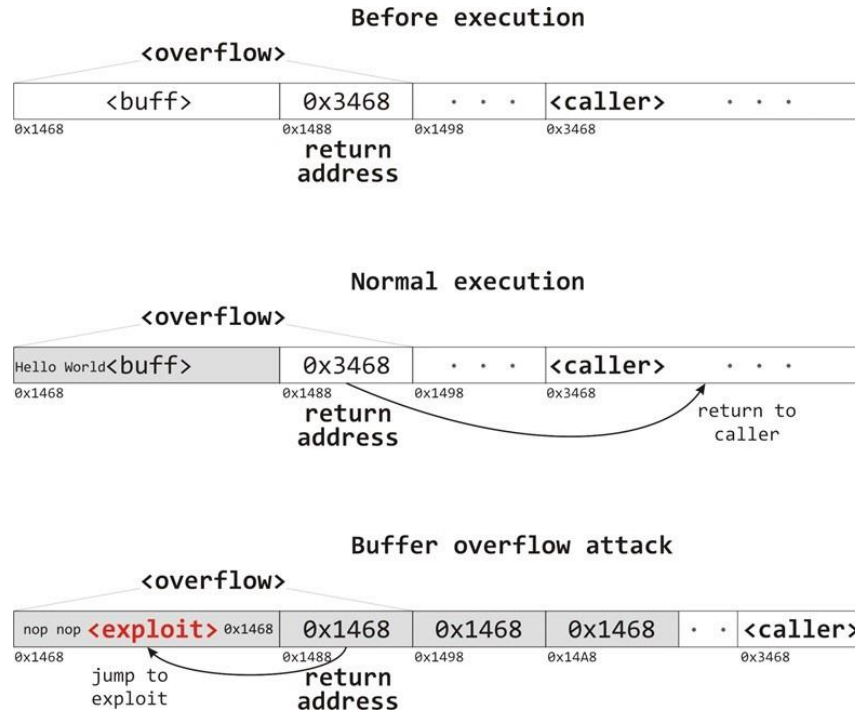 Before execution
<overflow>
<buff> 0x3468 · · · <caller> · · ·
0x1468 0x1488 0x1498 0x3468
return
address
Normal execution
<overflow>
Hello World<buff> 0x3468 · · · <caller> · · ·
0x1468 0x1488 0x1498 0x3468
return
address
return to
caller
Buffer overflow attack
<overflow>
nop nop <exploit> 0x1468 0x1468 0x1468 0x1468 · · <caller>
0x1468 0x1488 0x1498 0x14A8 0x3468
jump to
exploit
return
address